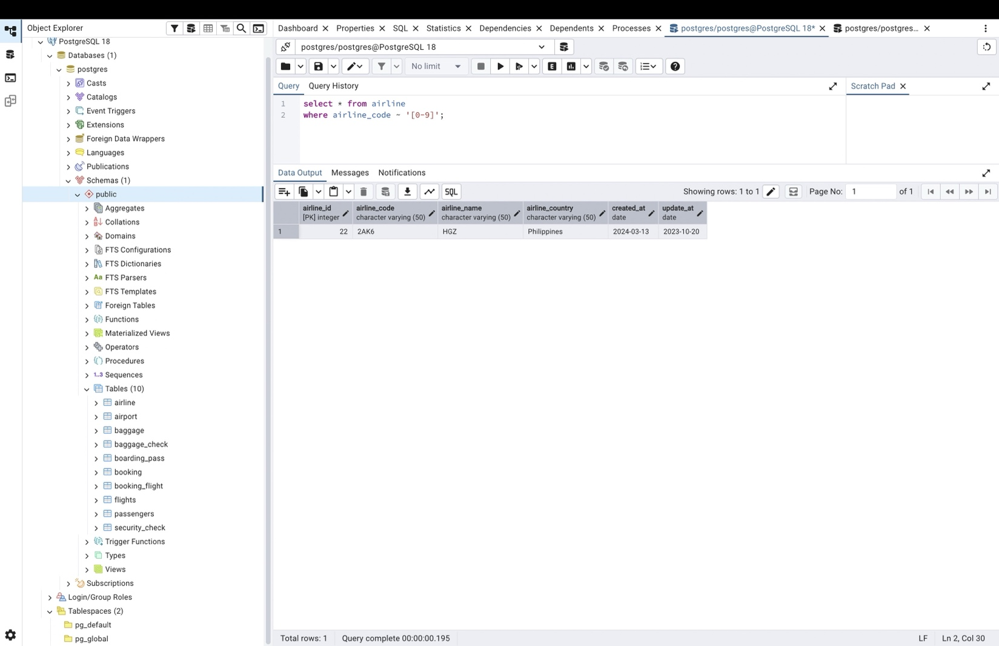 Object Explorer
PostgreSQL 18
Databases (1)
postgres
Casts
Catalogs
Event Triggers
Extensions
Foreign Data Wrappers
Languages
Publications
Schemas (1)
public
Aggregates
Collations
Domains
FTS Configurations
FTS Dictionaries
Aa FTS Parsers
FTS Templates
Foreign Tables
Functions
Materialized Views
Operators
Procedures
1..3 Sequences
Tables (10)
airline
airport
baggage
baggage_check
boarding_pass
booking
booking_flight
flights
passengers
security_check
Trigger Functions
Types
Views
Subscriptions
Login/Group Roles
Tablespaces (2)
pg_default
pg_global
Dashboard Properties SQL Statistics Dependencies Dependents Processes postgres/postgres@PostgreSQL 18* postgres/postgres...
postgres/postgres@PostgreSQL 18
No limit E
Query Query History Scratch Pad
1 select * from airline
2 where airline_code ~ '[0-9]';
Data Output Messages Notifications
SQL Showing rows: 1 to 1 Page No: 1 of 1
airline_id airline_code airline_name airline_country created_at update_at
[PK] integer character varying (50) character varying (50) character varying (50) date date
1 22 2AK6 HGZ Philippines 2024-03-13 2023-10-20
Total rows: 1 Query complete 00:00:00.195 LF Ln 2, Col 30